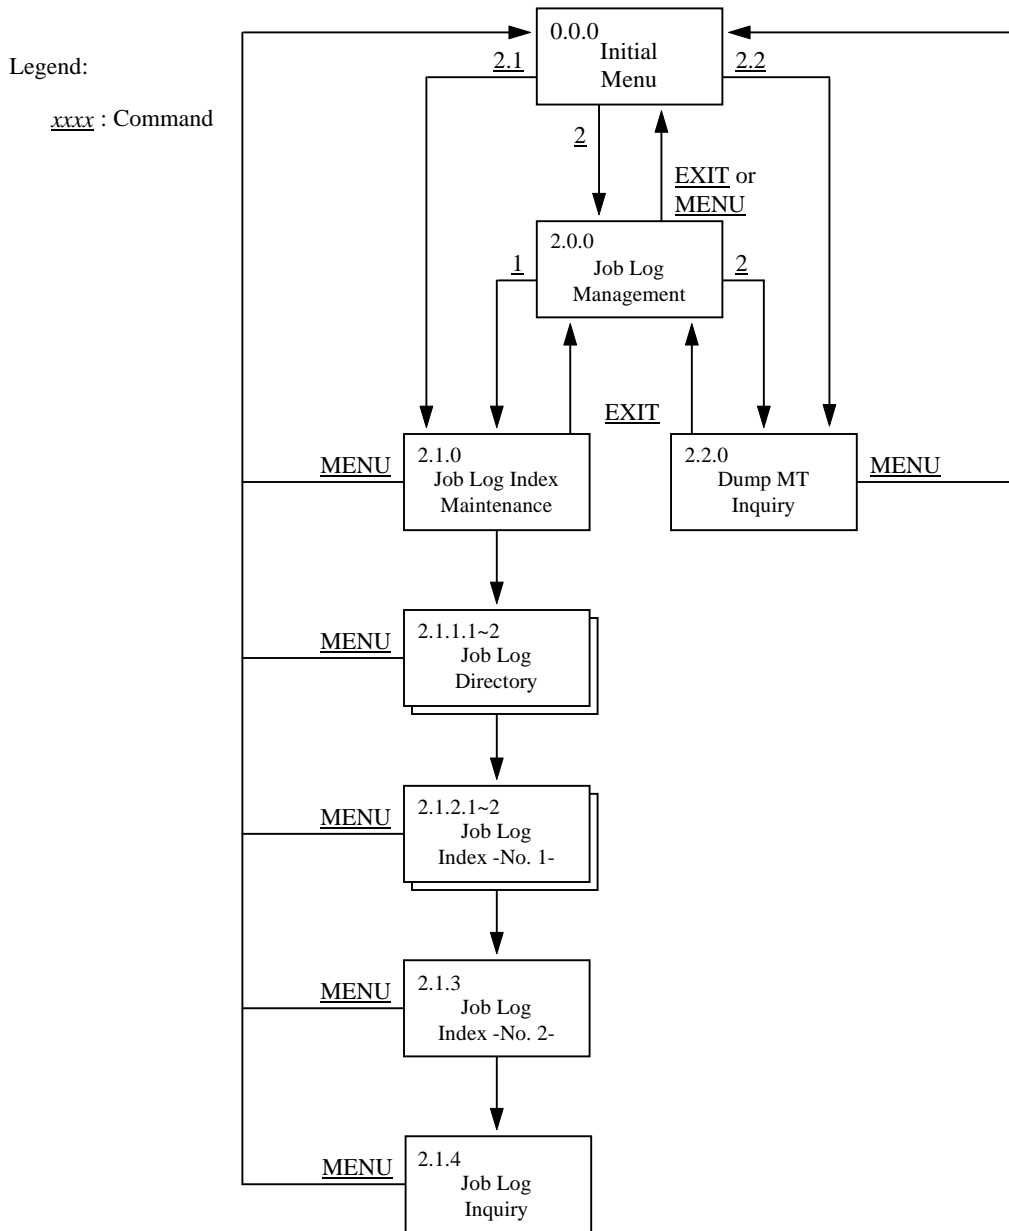 0.0.0
Initial
Menu
Legend:
xxxx : Command
2.1
2.2
2
EXIT or
MENU
2.0.0
Job Log
Management
1
2
EXIT
2.1.0
Job Log Index
Maintenance
MENU
2.2.0
Dump MT
Inquiry
MENU
2.1.1.1~2
Job Log
Directory
MENU
2.1.2.1~2
Job Log
Index -No. 1-
MENU
2.1.3
Job Log
Index -No. 2-
MENU
2.1.4
Job Log
Inquiry
MENU